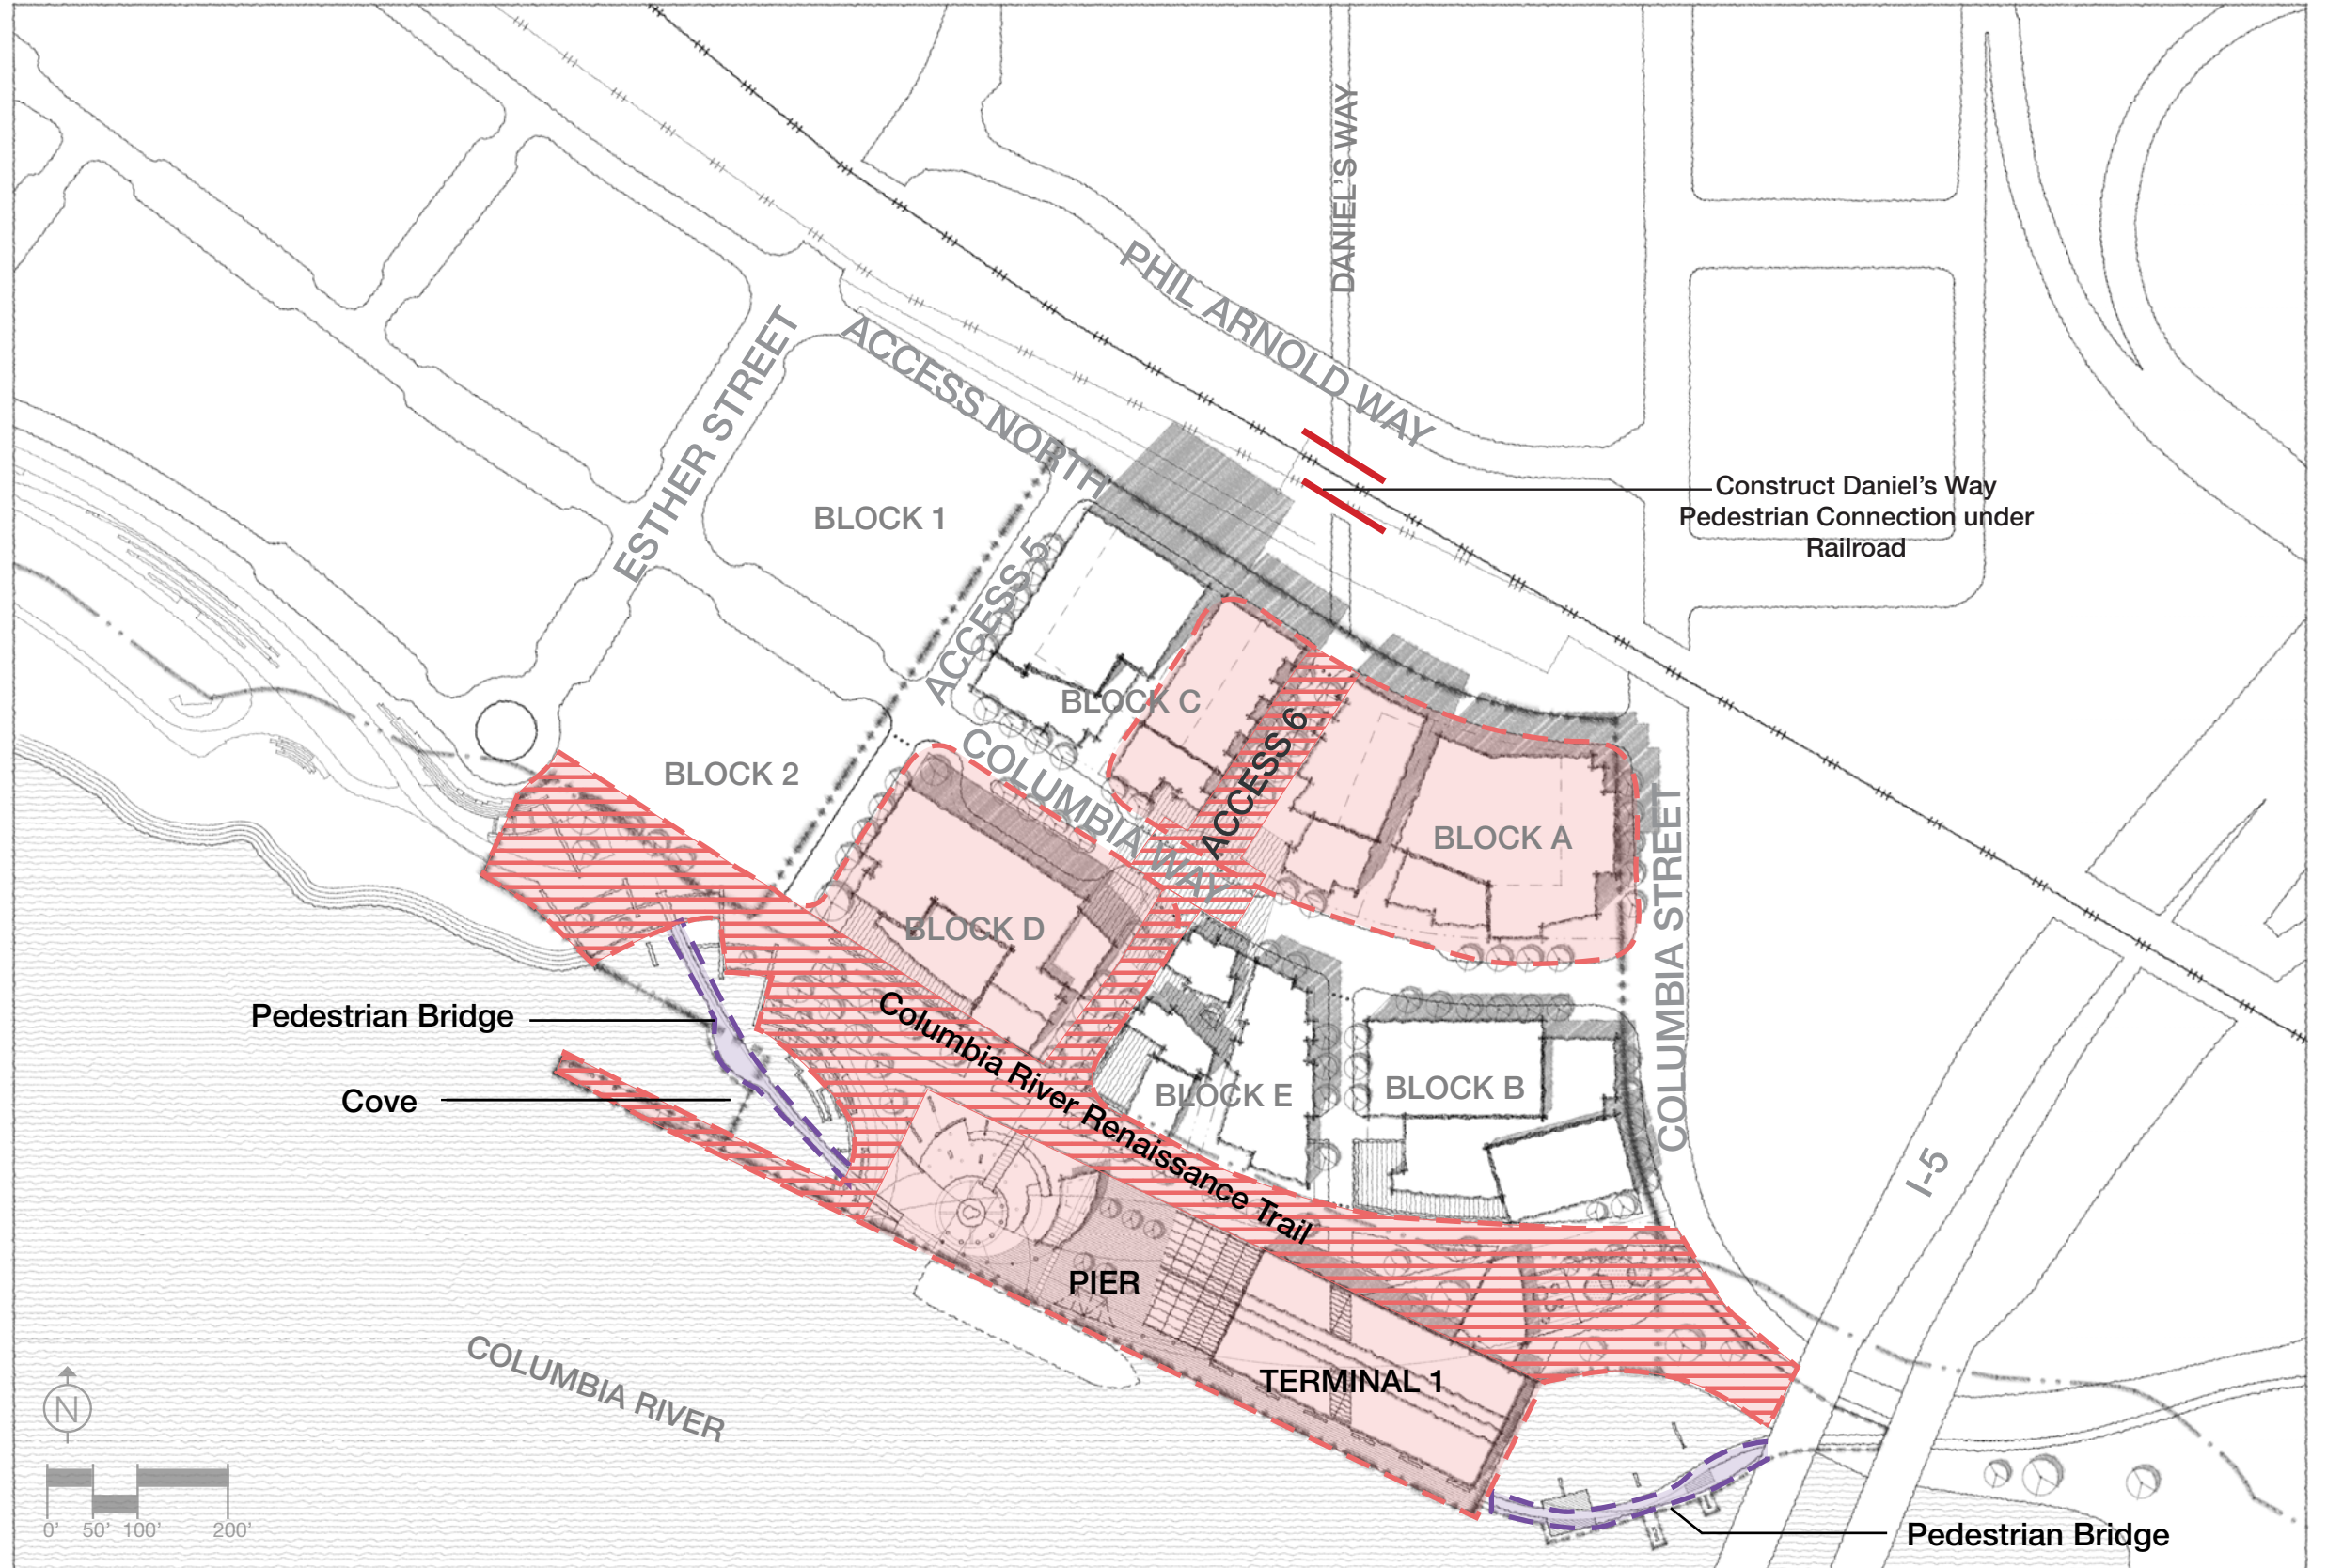 DANIEL'S WAY
PHIL ARNOLD WAY
ACCESS NORTH
ESTHER STREET
Construct Daniel's Way
Pedestrian Connection under
Railroad
BLOCK 1
ACCESS 5
BLOCK C
ACCESS 6
COLUMBIA WAY
BLOCK 2
BLOCK A
COLUMBIA STREET
BLOCK D
Pedestrian Bridge
Columbia River Renaissance Trail
Cove
BLOCK E
BLOCK B
I-5
PIER
TERMINAL 1
COLUMBIA RIVER
N
0' 50' 100' 200'
Pedestrian Bridge